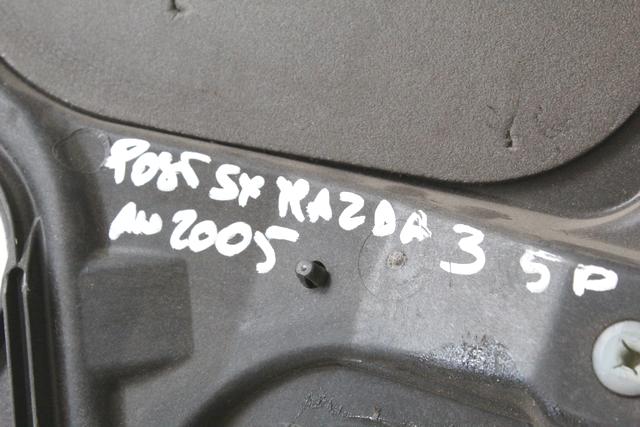 POST SX MAZDA 3 5P
AN 2005